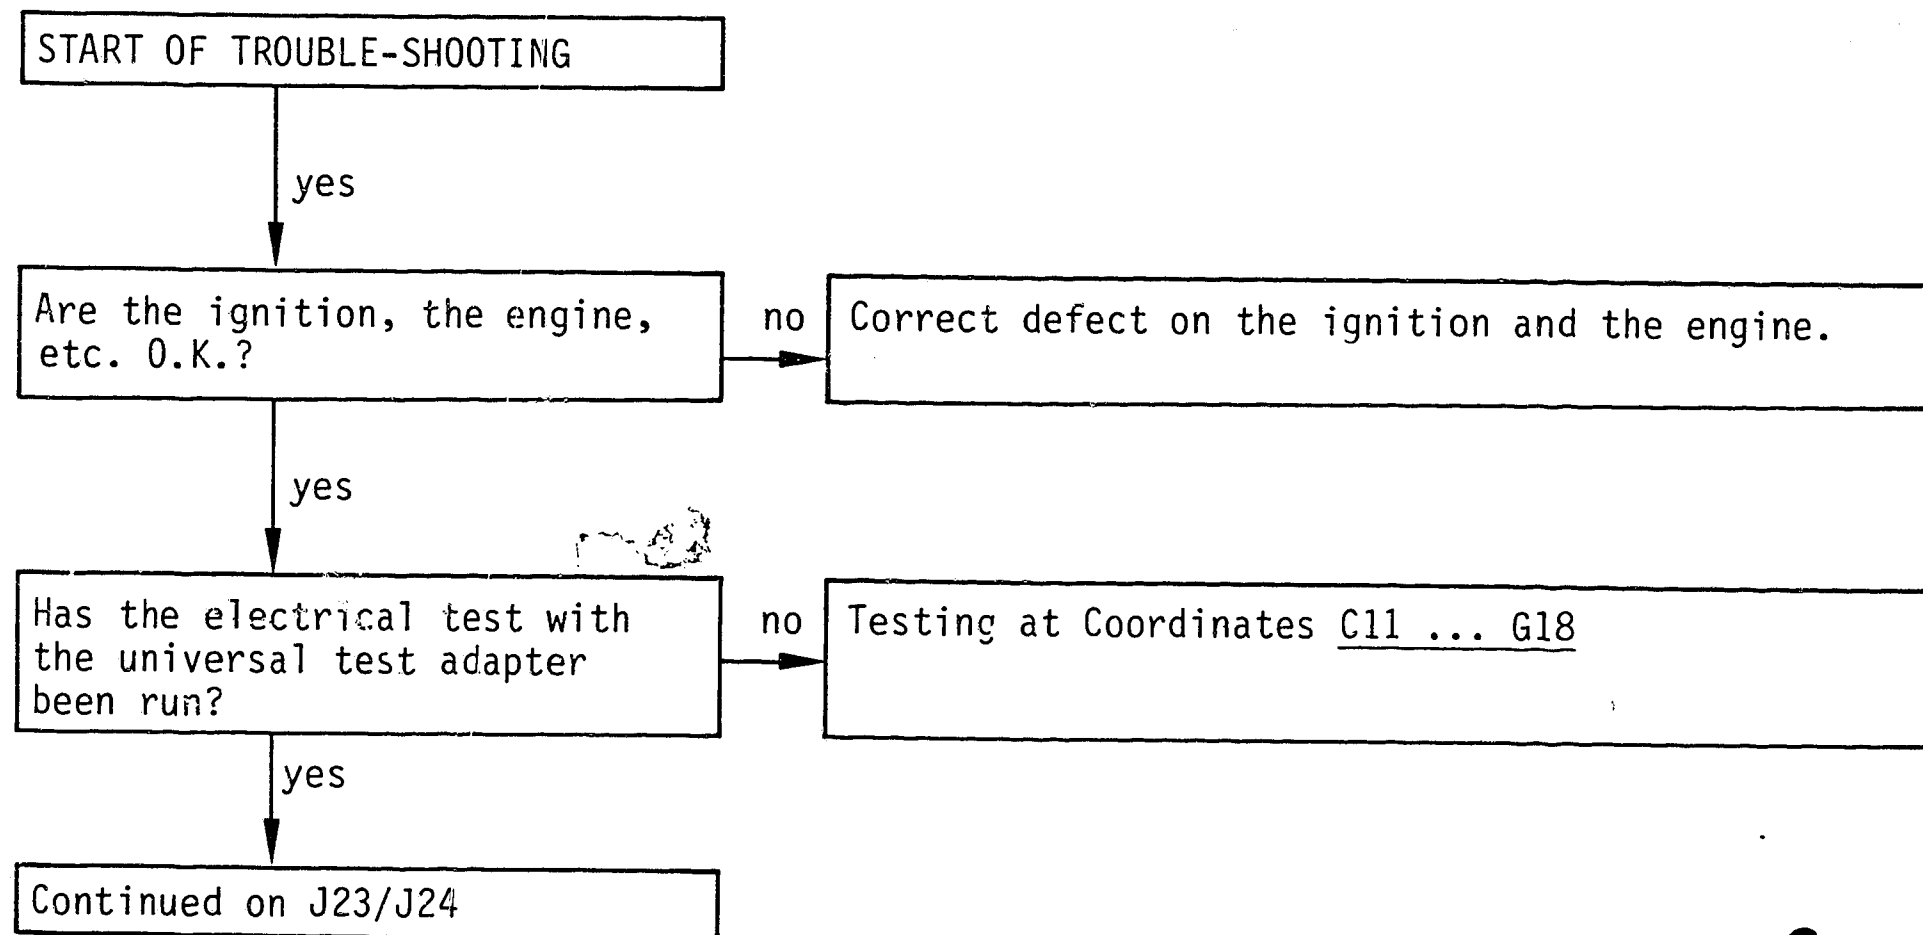 START OF TROUBLE-SHOOTING
yes
Are the ignition, the engine,
etc. O.K.?
no
Correct defect on the ignition and the engine.
yes
Has the electrical test with
the universal test adapter
been run?
no
Testing at Coordinates C11 ... G18
yes
Continued on J23/J24